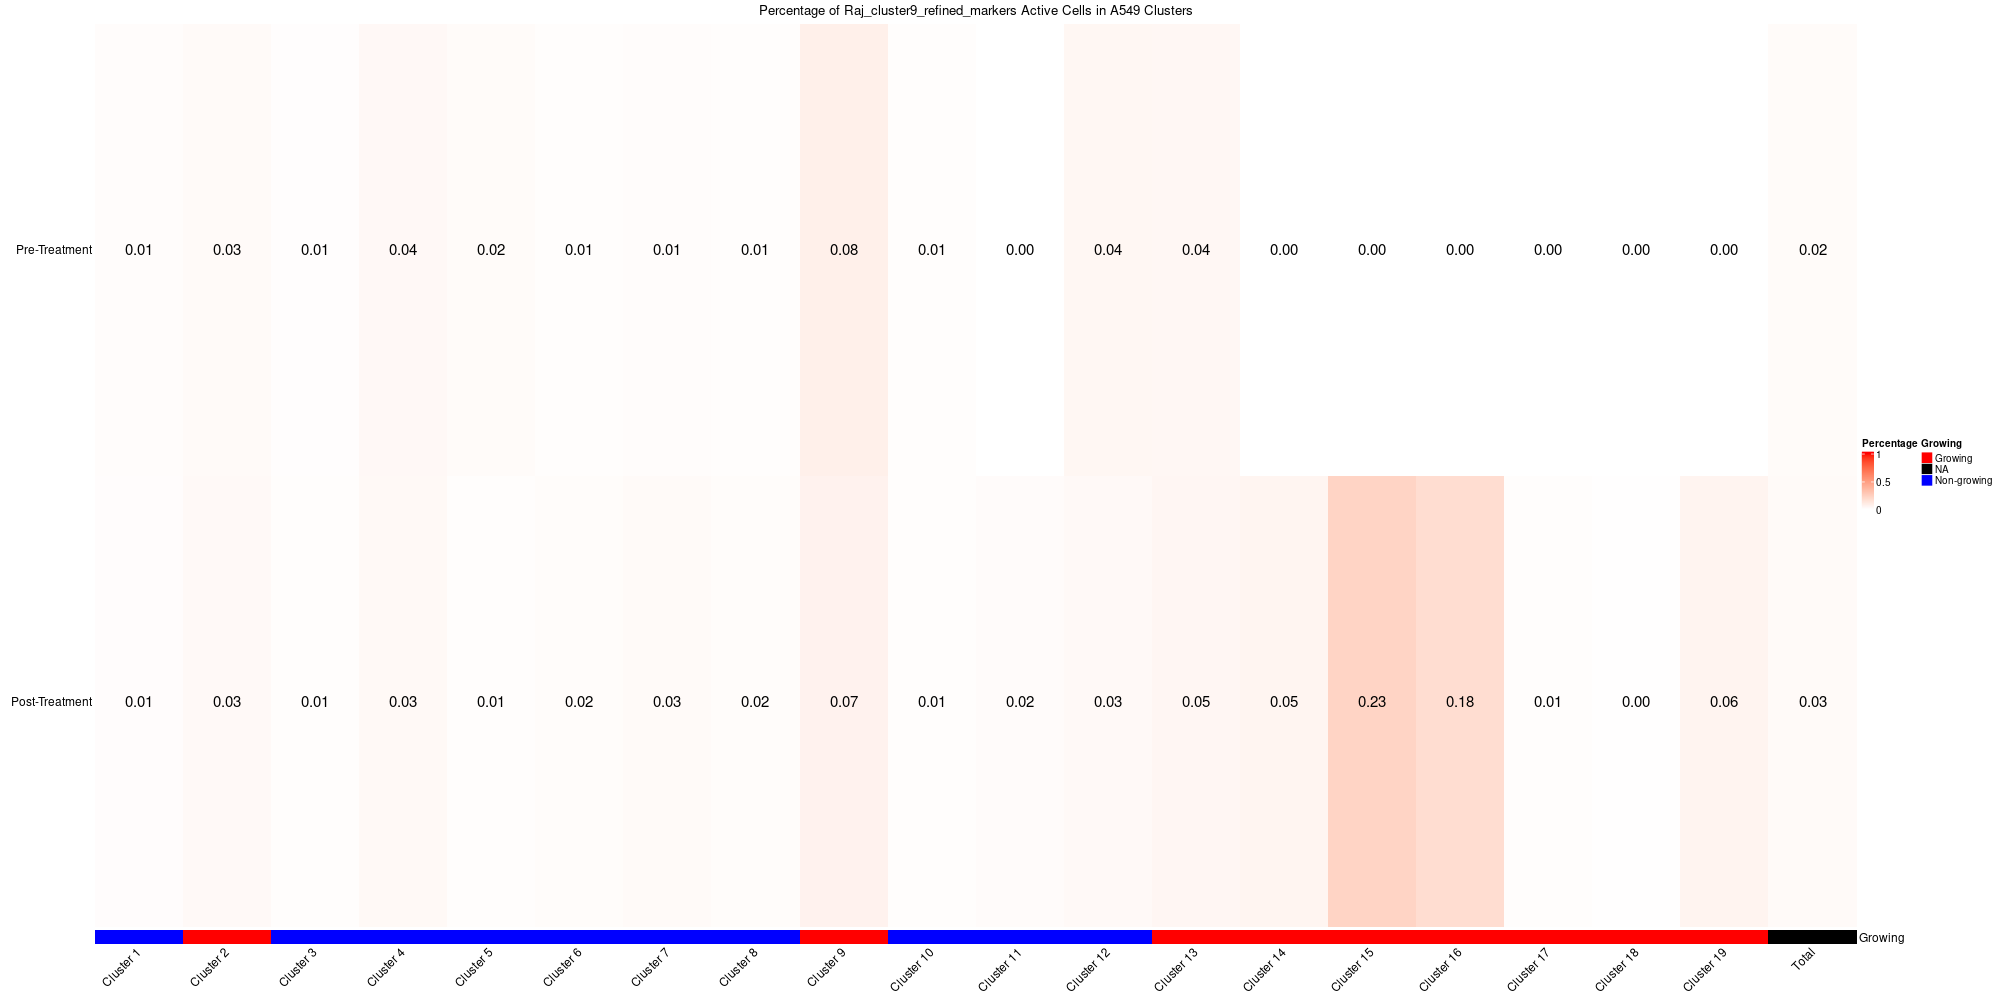 Percentage of Raj_cluster9_refined_markers Active Cells in A549 Clusters
Pre-Treatment 0.01 0.03 0.01 0.04 0.02 0.01 0.01 0.01 0.08 0.01 0.00 0.04 0.04 0.00 0.00 0.00 0.00 0.00 0.00 0.02
Percentage Growing
1 Growing
NA
0.5 Non-growing
0
Post-Treatment 0.01 0.03 0.01 0.03 0.01 0.02 0.03 0.02 0.07 0.01 0.02 0.03 0.05 0.05 0.23 0.18 0.01 0.00 0.06 0.03
Growing
Cluster 1 Cluster 2 Cluster 3 Cluster 4 Cluster 5 Cluster 6 Cluster 7 Cluster 8 Cluster 9 Cluster 10 Cluster 11 Cluster 12 Cluster 13 Cluster 14 Cluster 15 Cluster 16 Cluster 17 Cluster 18 Cluster 19 Total